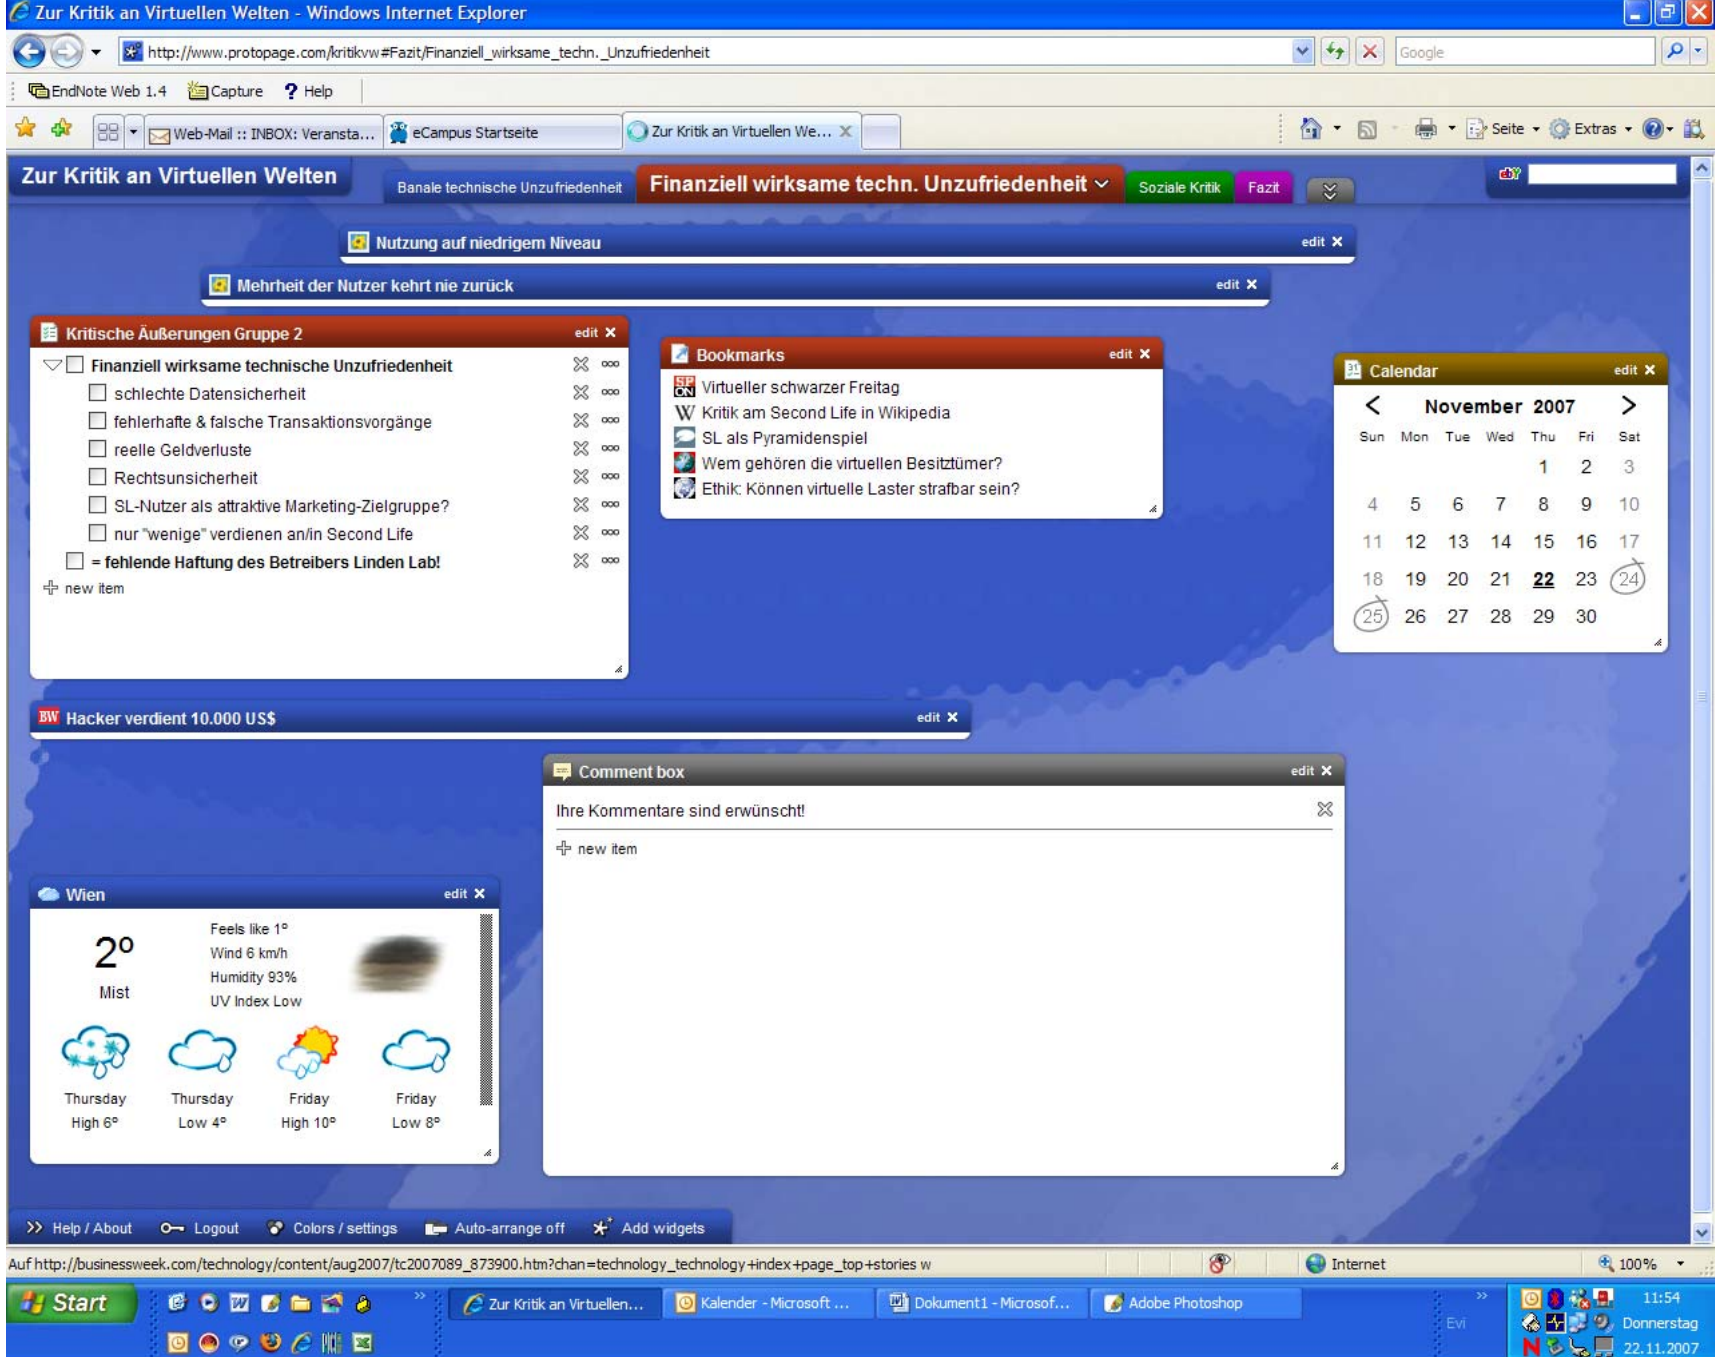 Zur Kritik an Virtuellen Welten - Windows Internet Explorer
http://www.protopage.com/kritikvw#Fazit/Finanziell_wirksame_techn._Unzufriedenheit
Google
EndNote Web 1.4 Capture ? Help
Web-Mail :: INBOX: Veransta... eCampus Startseite Zur Kritik an Virtuellen We... X Seite Extras
Zur Kritik an Virtuellen Welten Banale technische Unzufriedenheit Finanziell wirksame techn. Unzufriedenheit Soziale Kritik Fazit
Nutzung auf niedrigem Niveau edit
Mehrheit der Nutzer kehrt nie zurück edit
Kritische Äußerungen Gruppe 2 edit
Finanziell wirksame technische Unzufriedenheit
schlechte Datensicherheit
fehlerhafte & falsche Transaktionsvorgänge
reelle Geldverluste
Rechtsunsicherheit
SL-Nutzer als attraktive Marketing-Zielgruppe?
nur "wenige" verdienen an/in Second Life
= fehlende Haftung des Betreibers Linden Lab!
new item
Bookmarks edit
SP ON Virtueller schwarzer Freitag
W Kritik am Second Life in Wikipedia
SL als Pyramidenspiel
Wem gehören die virtuellen Besitztümer?
Ethik: Können virtuelle Laster strafbar sein?
31 Calendar edit
< November 2007 >
Sun Mon Tue Wed Thu Fri Sat
1 2 3
4 5 6 7 8 9 10
11 12 13 14 15 16 17
18 19 20 21 22 23 24
25 26 27 28 29 30
BW Hacker verdient 10.000 US$ edit
Comment box edit
Ihre Kommentare sind erwünscht!
new item
Wien edit
2º
Mist
Feels like 1º
Wind 6 km/h
Humidity 93%
UV Index Low
Thursday Thursday Friday Friday
High 6º Low 4º High 10º Low 8º
Help / About Logout Colors / settings Auto-arrange off Add widgets
Auf http://businessweek.com/technology/content/aug2007/tc2007089_873900.htm?chan=technology_technology+index+page_top+stories w Internet 100%
Start Zur Kritik an Virtuellen... Kalender - Microsoft ... Dokument1 - Microsof... Adobe Photoshop
Evi
11:54
Donnerstag
22.11.2007